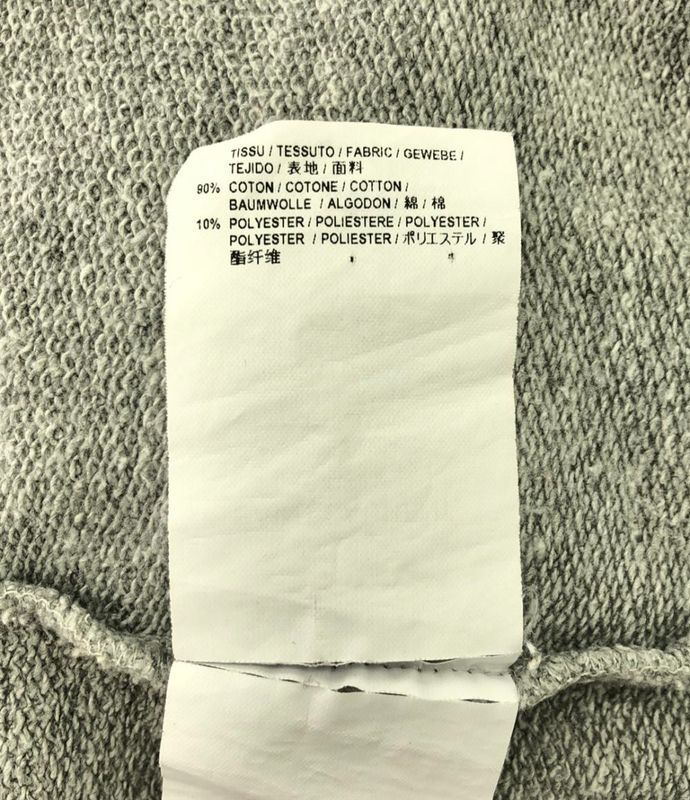 TISSU / TESSUTO / FABRIC / GEWEBE /
TEJIDO / 表地 / 面料
90% COTON / COTONE / COTTON /
BAUMWOLLE / ALGODON / 綿 / 棉
10% POLYESTER / POLIESTERE / POLYESTER /
POLYESTER / POLIESTER / ポリエステル / 聚
酯纤维